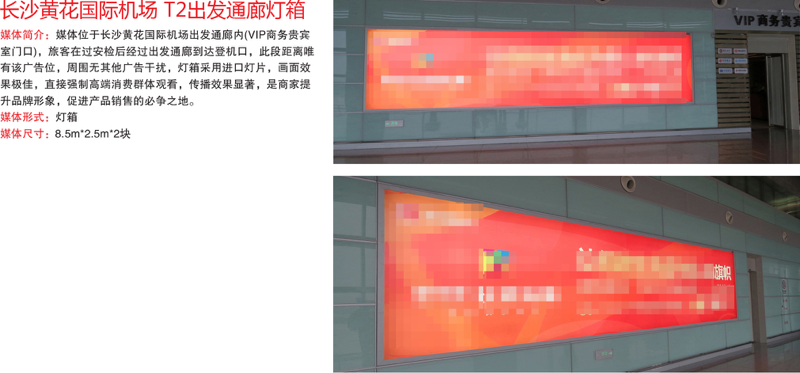 长沙黄花国际机场 T2出发通廊灯箱
媒体简介：媒体位于长沙黄花国际机场出发通廊内(VIP商务贵宾
室门口)，旅客在过安检后经过出发通廊到达登机口，此段距离唯
有该广告位，周围无其他广告干扰，灯箱采用进口灯片，画面效
果极佳，直接强制高端消费群体观看，传播效果显著，是商家提
升品牌形象，促进产品销售的必争之地。
媒体形式：灯箱
媒体尺寸：8.5m*2.5m*2块
VIP 商务贵宾
旗帜